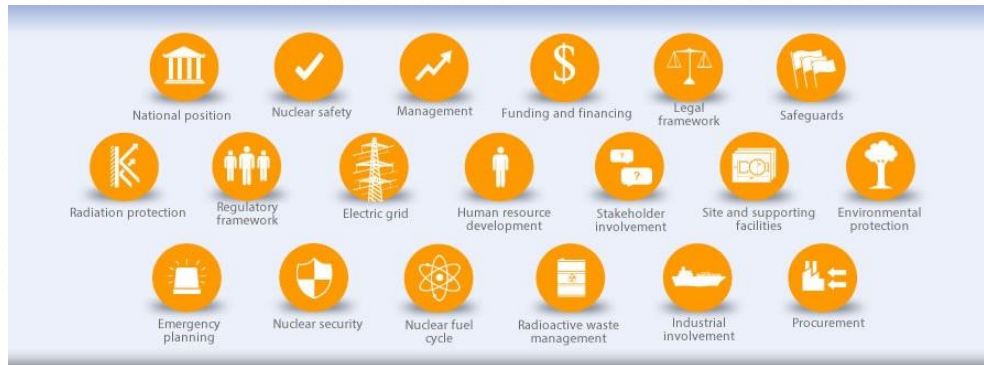 National position
Nuclear safety
Management
Funding and financing
Legal
framework
Safeguards
Radiation protection
Regulatory
framework
Electric grid
Human resource
development
Stakeholder
involvement
Site and supporting
facilities
Environmental
protection
Emergency
planning
Nuclear security
Nuclear fuel
cycle
Radioactive waste
management
Industrial
involvement
Procurement